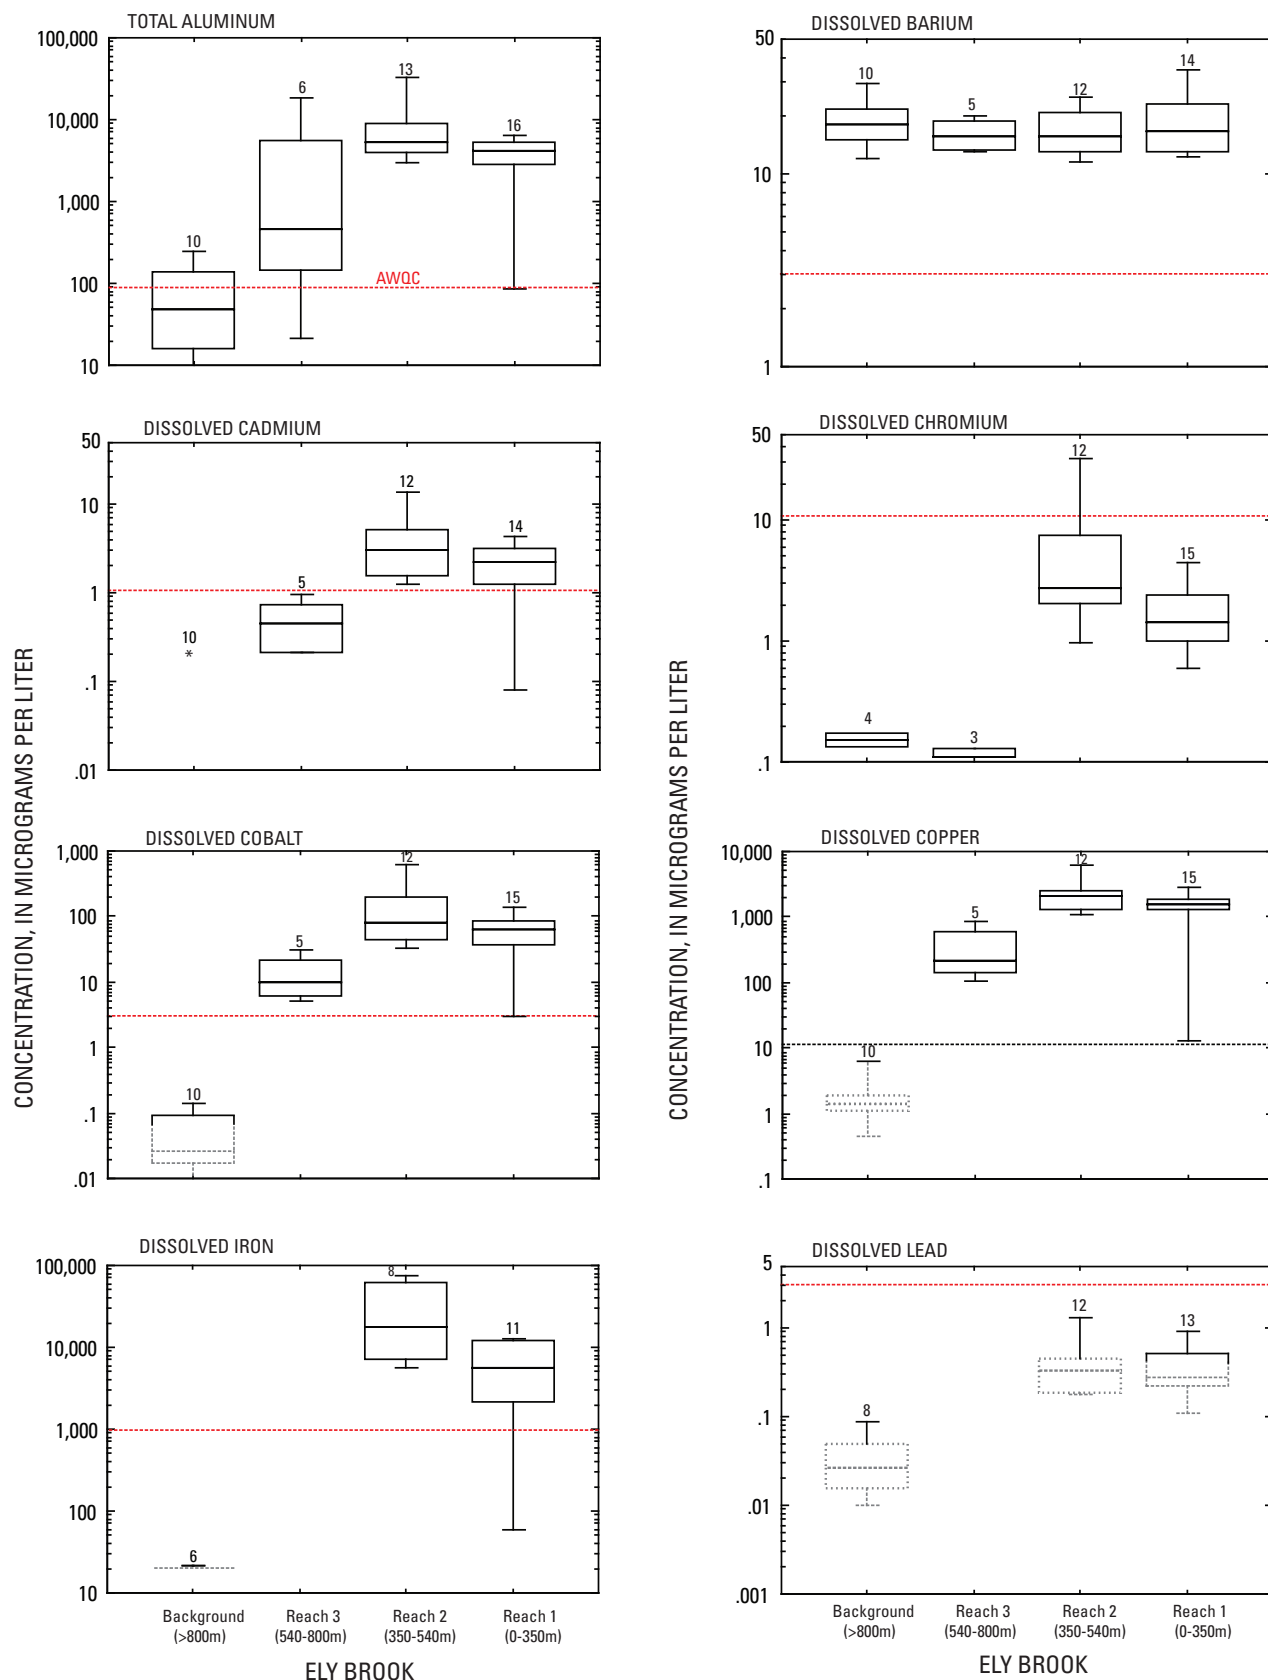 TOTAL ALUMINUM
100,000
10,000
1,000
100
10
10
6
13
16
AWQC
DISSOLVED BARIUM
50
10
1
10
5
12
14
DISSOLVED CADMIUM
50
10
1
.1
.01
10
*
5
12
14
DISSOLVED CHROMIUM
50
10
1
.1
4
3
12
15
CONCENTRATION, IN MICROGRAMS PER LITER
CONCENTRATION, IN MICROGRAMS PER LITER
DISSOLVED COBALT
1,000
100
10
1
.1
.01
10
5
12
15
DISSOLVED COPPER
10,000
1,000
100
10
1
.1
10
5
12
15
DISSOLVED IRON
100,000
10,000
1,000
100
10
6
8
11
Background
(>800m)
Reach 3
(540-800m)
Reach 2
(350-540m)
Reach 1
(0-350m)
ELY BROOK
DISSOLVED LEAD
5
1
.1
.01
.001
8
12
13
Background
(>800m)
Reach 3
(540-800m)
Reach 2
(350-540m)
Reach 1
(0-350m)
ELY BROOK